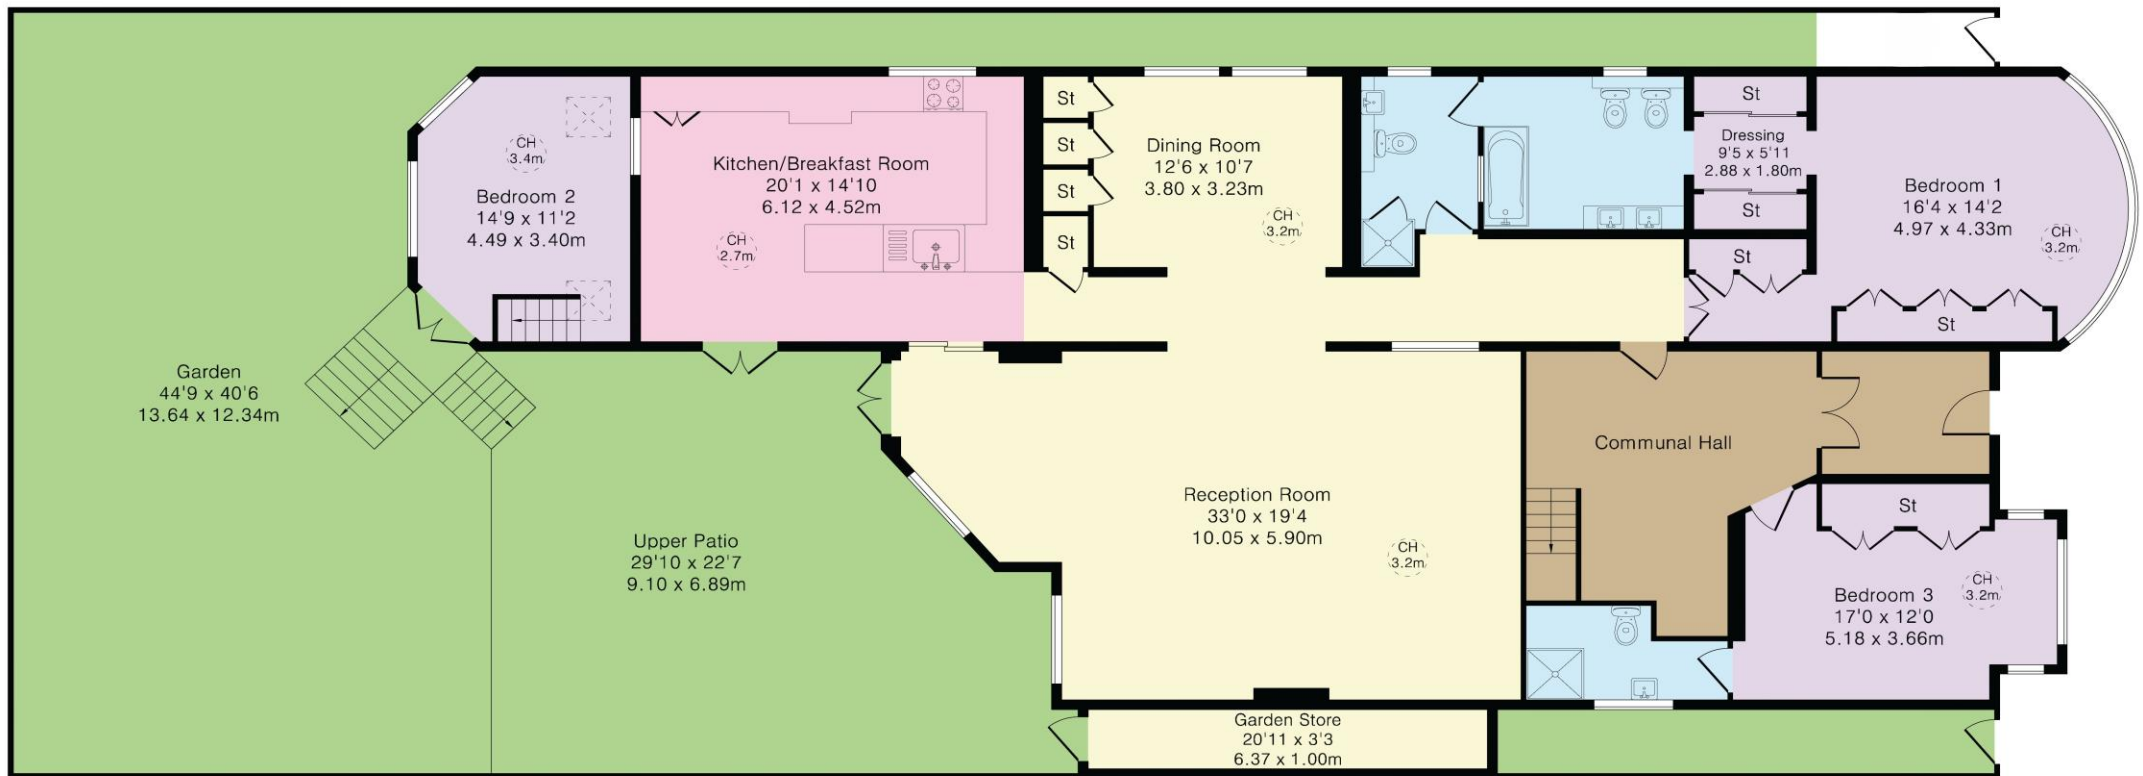 St
St
St
St
Dining Room
12'6 x 10'7
3.80 x 3.23m
CH
3.2m
Kitchen/Breakfast Room
20'1 x 14'10
6.12 x 4.52m
CH
2.7m
CH
3.4m
Bedroom 2
14'9 x 11'2
4.49 x 3.40m
St
Dressing
9'5 x 5'11
2.88 x 1.80m
St
St
Bedroom 1
16'4 x 14'2
4.97 x 4.33m
CH
3.2m
St
Garden
44'9 x 40'6
13.64 x 12.34m
Upper Patio
29'10 x 22'7
9.10 x 6.89m
Reception Room
33'0 x 19'4
10.05 x 5.90m
CH
3.2m
Communal Hall
St
Bedroom 3
17'0 x 12'0
5.18 x 3.66m
CH
3.2m
Garden Store
20'11 x 3'3
6.37 x 1.00m